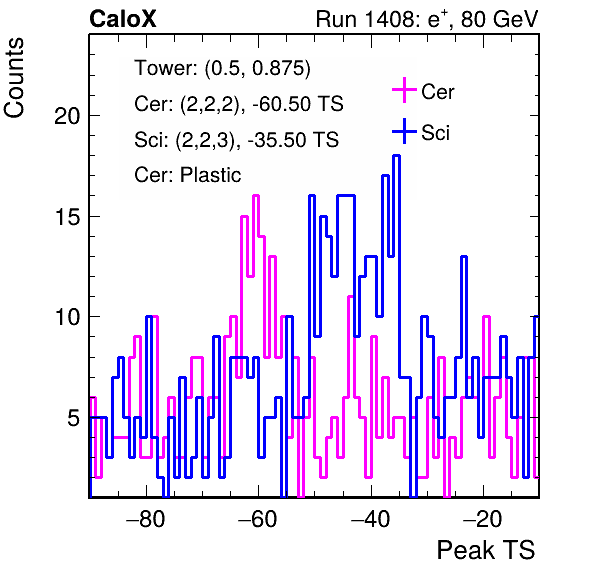 CaloX Run 1408: e⁺, 80 GeV
Counts
Tower: (0.5, 0.875)
Cer: (2,2,2), -60.50 TS
Sci: (2,2,3), -35.50 TS
Cer: Plastic
Cer
Sci
20
15
10
5
−80 −60 −40 −20
Peak TS